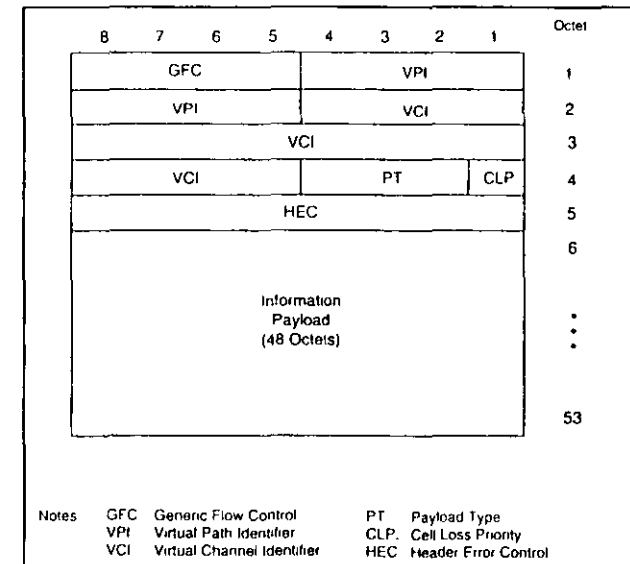 Octet
8 7 6 5 4 3 2 1
GFC VPI 1
VPI VCI 2
VCI 3
VCI PT CLP 4
HEC 5
6
Information
Payload
(48 Octets)
53
Notes GFC Generic Flow Control PT Payload Type
VPI Virtual Path Identifier CLP. Cell Loss Priority
VCI Virtual Channel Identifier HEC Header Error Control